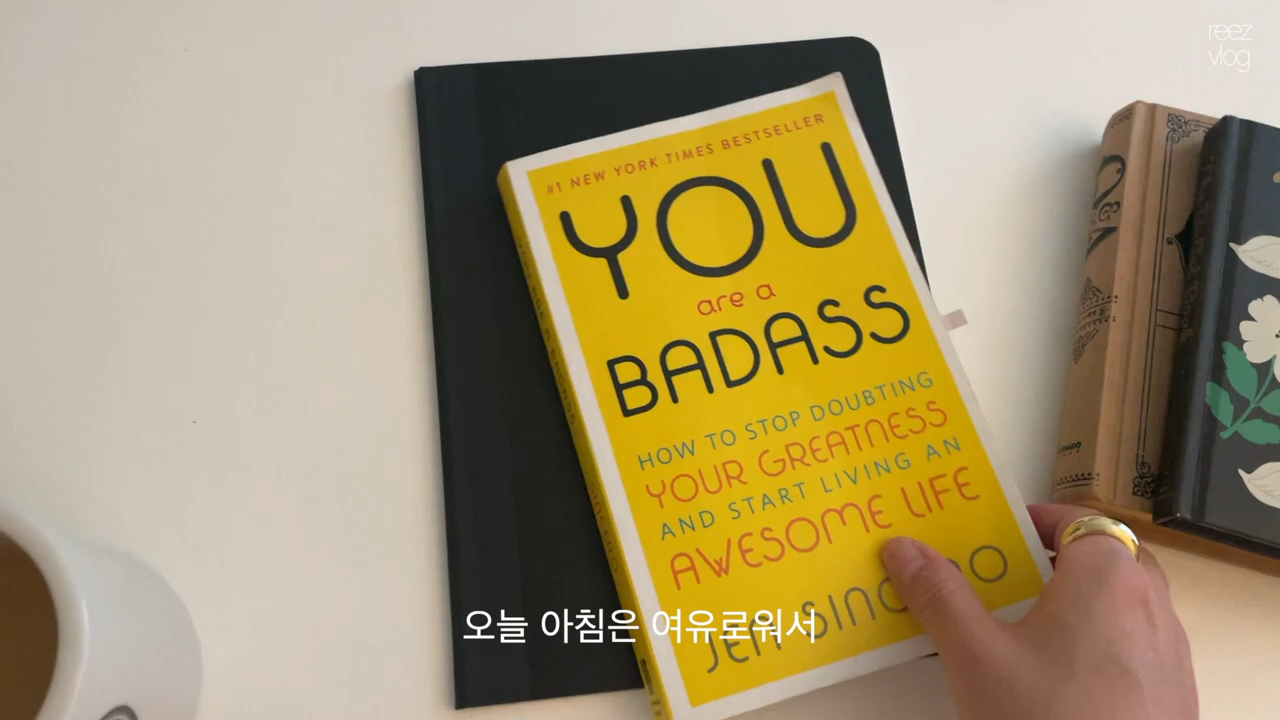 reez
vlog
#1 NEW YORK TIMES BESTSELLER
YOU
are a
BADASS
HOW TO STOP DOUBTING
YOUR GREATNESS
AND START LIVING AN
AWESOME LIFE
JEN
오늘 아침은 여유로워서
Q&A